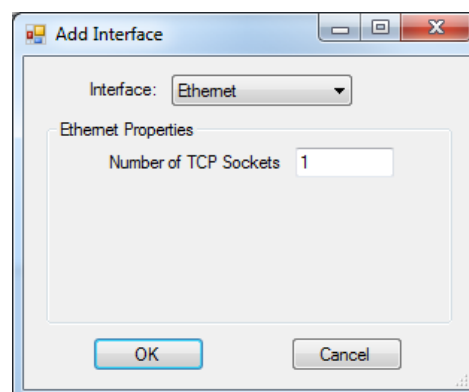 Add Interface
Interface: Ethernet
Ethernet Properties
Number of TCP Sockets 1
OK Cancel